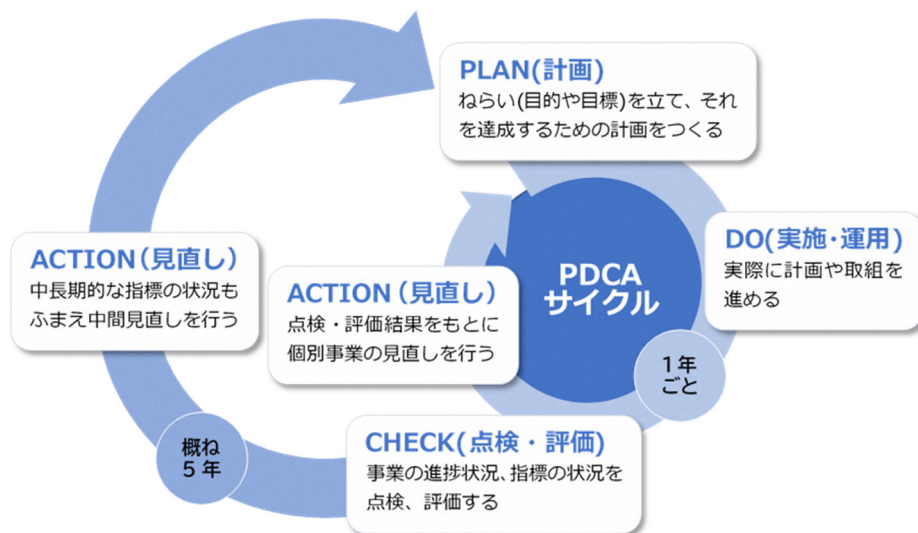 PLAN(計画)
ねらい(目的や目標)を立て、それ
を達成するための計画をつくる
DO(実施・運用)
実際に計画や取組を
進める
PDCA
サイクル
1年
ごと
ACTION(見直し)
点検・評価結果をもとに
個別事業の見直しを行う
ACTION(見直し)
中長期的な指標の状況も
ふまえ中間見直しを行う
CHECK(点検・評価)
事業の進捗状況、指標の状況を
点検、評価する
概ね
5年